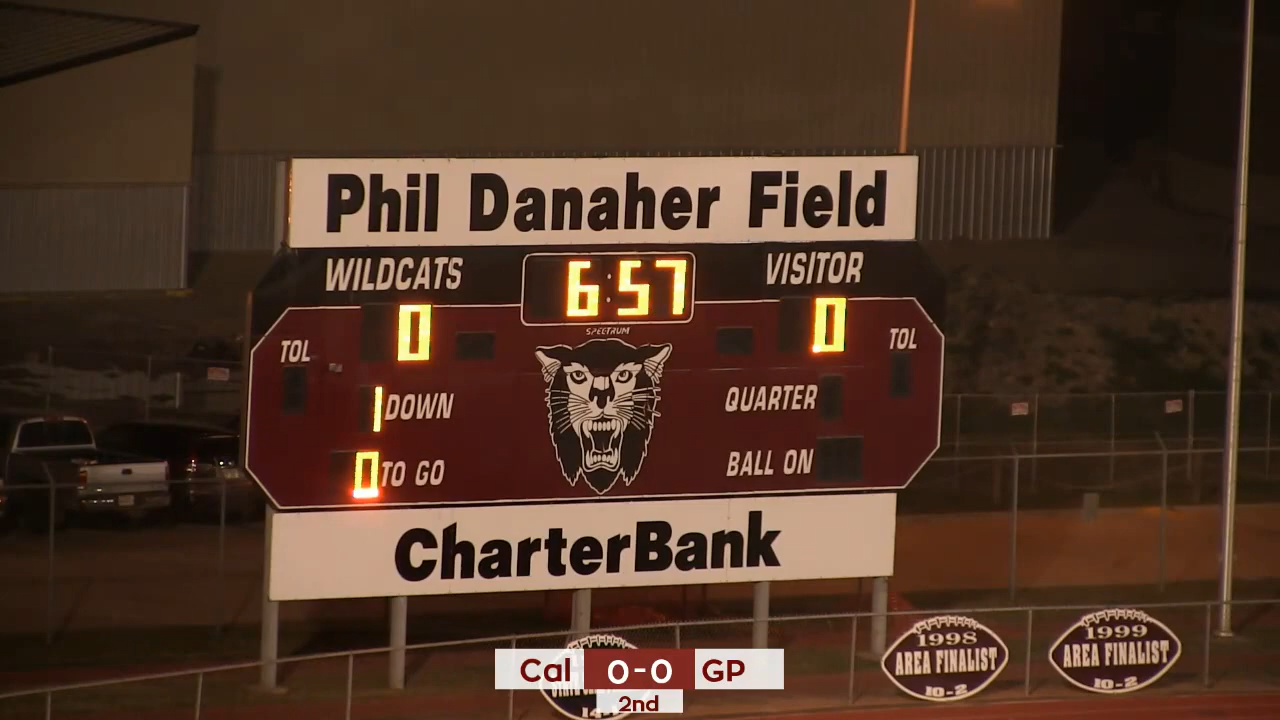 Phil Danaher Field
WILDCATS 6:57 VISITOR
0 SPECTRUM 0
TOL TOL
1 DOWN QUARTER
0 TO GO BALL ON
CharterBank
1998
AREA FINALIST
10-2
1999
AREA FINALIST
10-2
Cal 0-0 GP
2nd